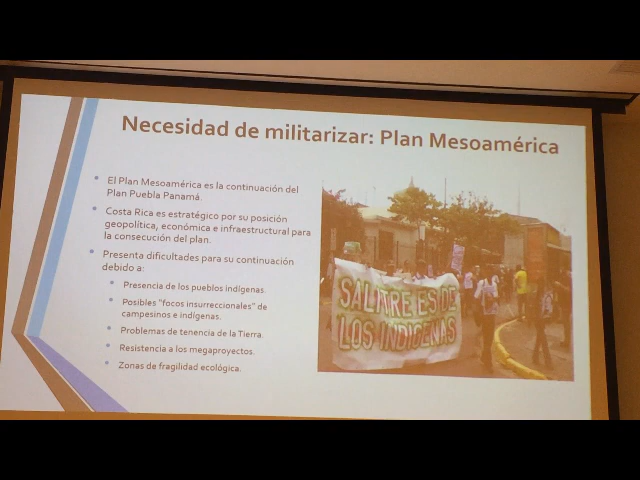 Necesidad de militarizar: Plan Mesoamérica
El Plan Mesoamérica es la continuación del
Plan Puebla Panamá.
Costa Rica es estratégico por su posición
geopolítica, económica e infraestructural para
la consecución del plan.
Presenta dificultades para su continuación
debido a:
Presencia de los pueblos indígenas.
Posibles "focos insurreccionales" de
campesinos e indígenas.
Problemas de tenencia de la Tierra.
Resistencia a los megaproyectos.
Zonas de fragilidad ecológica.
SALITRE ES DE
LOS INDIGENAS